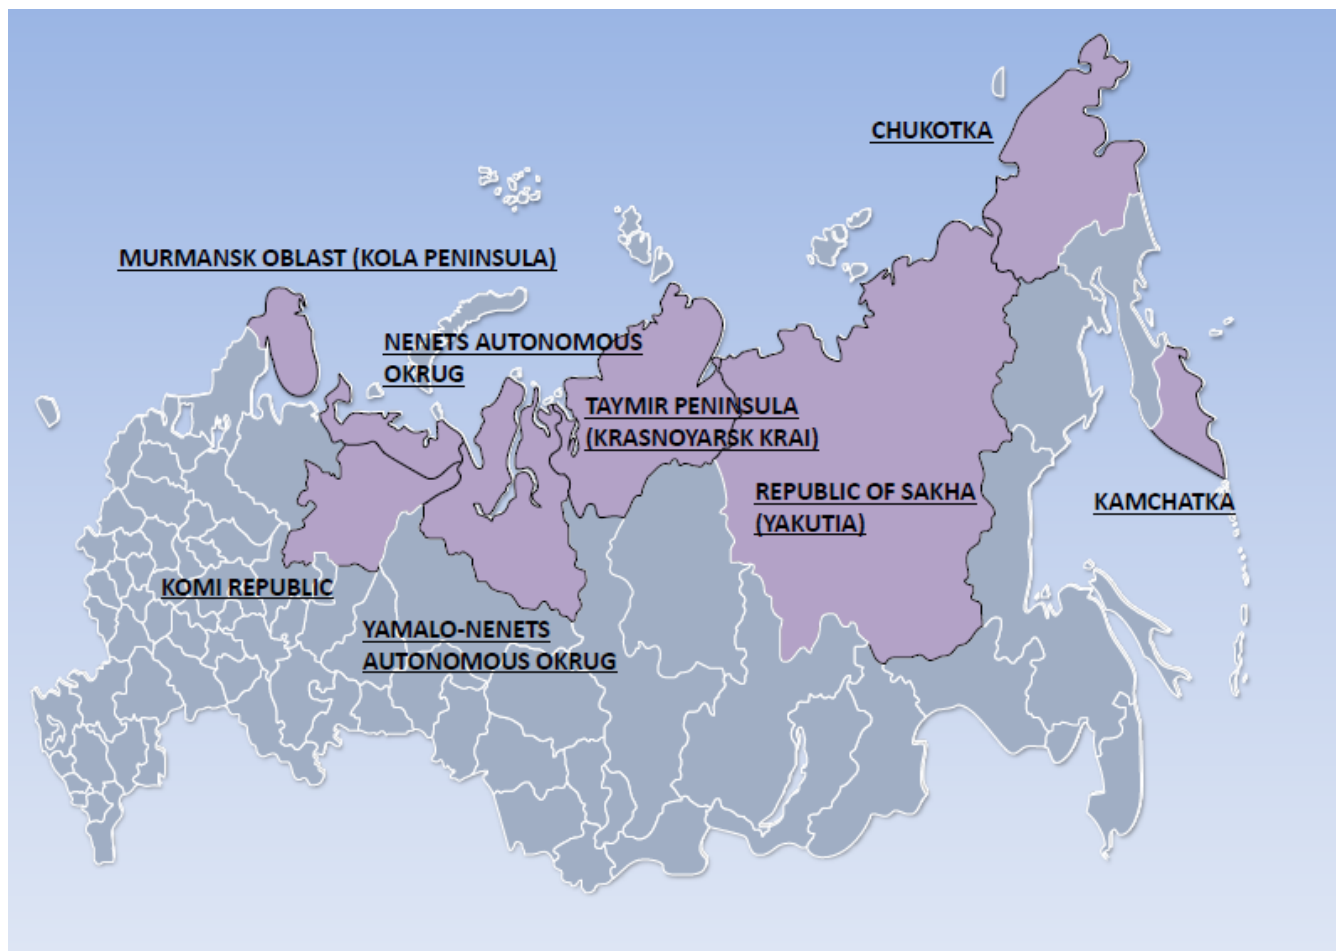 CHUKOTKA
MURMANSK OBLAST (KOLA PENINSULA)
NENETS AUTONOMOUS
OKRUG
TAYMIR PENINSULA
(KRASNOYARSK KRAI)
REPUBLIC OF SAKHA
(YAKUTIA)
KAMCHATKA
KOMI REPUBLIC
YAMALO-NENETS
AUTONOMOUS OKRUG